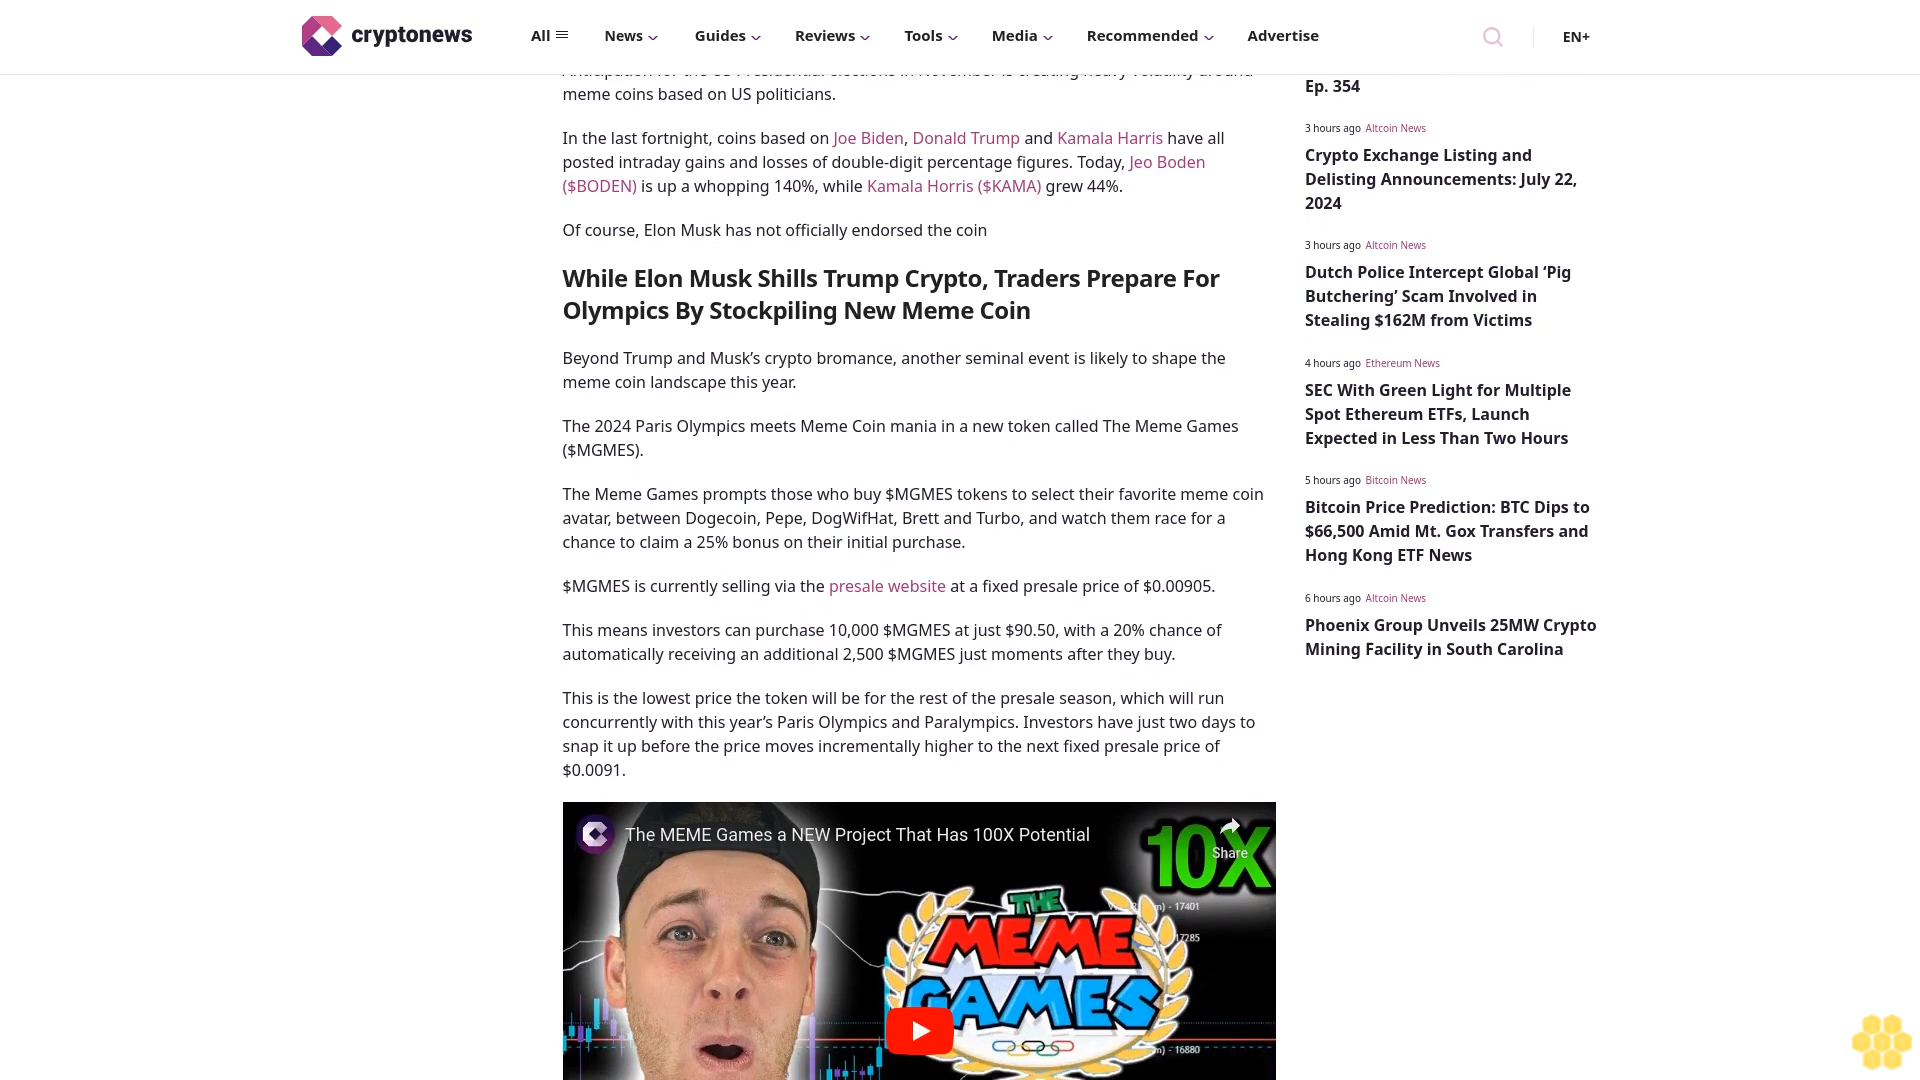 cryptonews
All
News
Guides
Reviews
Tools
Media
Recommended
Advertise
EN+
Anticipation for the US Presidential elections in November is creating heavy volatility around
meme coins based on US politicians.
In the last fortnight, coins based on Joe Biden, Donald Trump and Kamala Harris have all
posted intraday gains and losses of double-digit percentage figures. Today, Jeo Boden
($BODEN) is up a whopping 140%, while Kamala Horris ($KAMA) grew 44%.
Of course, Elon Musk has not officially endorsed the coin
While Elon Musk Shills Trump Crypto, Traders Prepare For
Olympics By Stockpiling New Meme Coin
Beyond Trump and Musk’s crypto bromance, another seminal event is likely to shape the
meme coin landscape this year.
The 2024 Paris Olympics meets Meme Coin mania in a new token called The Meme Games
($MGMES).
The Meme Games prompts those who buy $MGMES tokens to select their favorite meme coin
avatar, between Dogecoin, Pepe, DogWifHat, Brett and Turbo, and watch them race for a
chance to claim a 25% bonus on their initial purchase.
$MGMES is currently selling via the presale website at a fixed presale price of $0.00905.
This means investors can purchase 10,000 $MGMES at just $90.50, with a 20% chance of
automatically receiving an additional 2,500 $MGMES just moments after they buy.
This is the lowest price the token will be for the rest of the presale season, which will run
concurrently with this year’s Paris Olympics and Paralympics. Investors have just two days to
snap it up before the price moves incrementally higher to the next fixed presale price of
$0.0091.
The MEME Games a NEW Project That Has 100X Potential
Share
10X
17401
17285
THE
MEME
GAMES
16880
Ep. 354
3 hours ago Altcoin News
Crypto Exchange Listing and
Delisting Announcements: July 22,
2024
3 hours ago Altcoin News
Dutch Police Intercept Global ‘Pig
Butchering’ Scam Involved in
Stealing $162M from Victims
4 hours ago Ethereum News
SEC With Green Light for Multiple
Spot Ethereum ETFs, Launch
Expected in Less Than Two Hours
5 hours ago Bitcoin News
Bitcoin Price Prediction: BTC Dips to
$66,500 Amid Mt. Gox Transfers and
Hong Kong ETF News
6 hours ago Altcoin News
Phoenix Group Unveils 25MW Crypto
Mining Facility in South Carolina